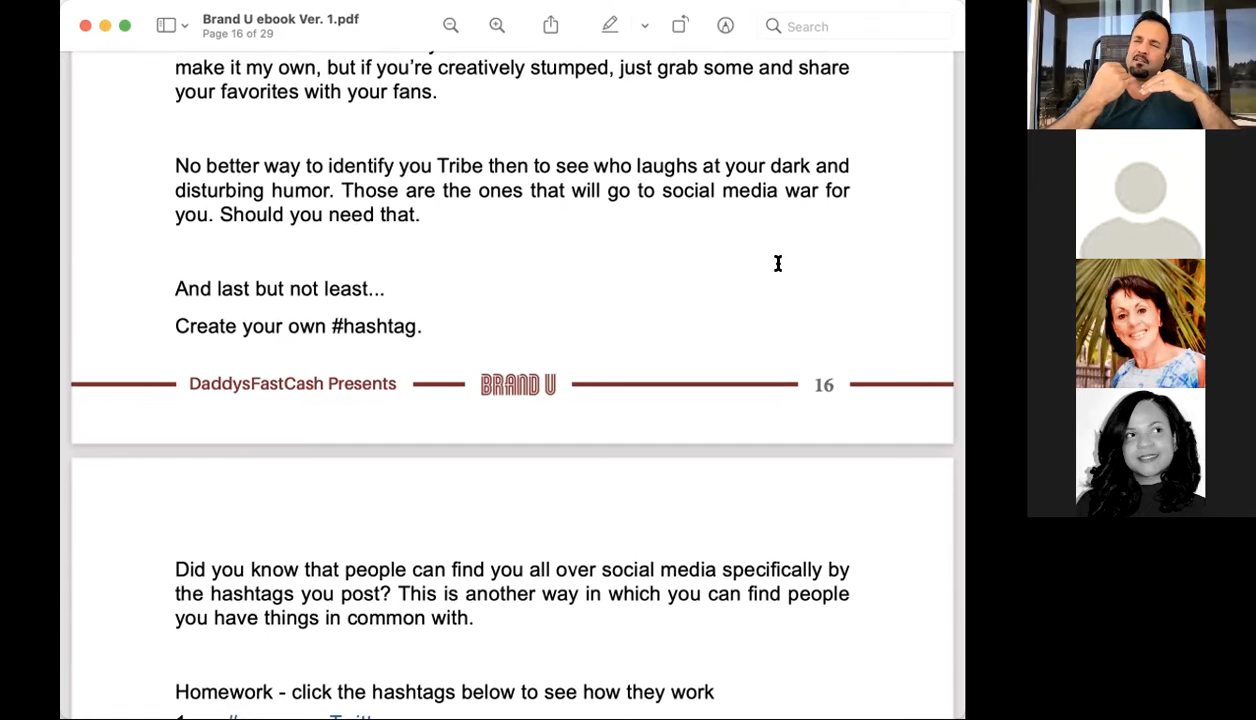 Brand U ebook Ver. 1.pdf
Page 16 of 29
Search
make it my own, but if you're creatively stumped, just grab some and share
your favorites with your fans.
No better way to identify you Tribe then to see who laughs at your dark and
disturbing humor. Those are the ones that will go to social media war for
you. Should you need that.
And last but not least...
Create your own #hashtag.
DaddysFastCash Presents BRAND U 16
Did you know that people can find you all over social media specifically by
the hashtags you post? This is another way in which you can find people
you have things in common with.
Homework - click the hashtags below to see how they work